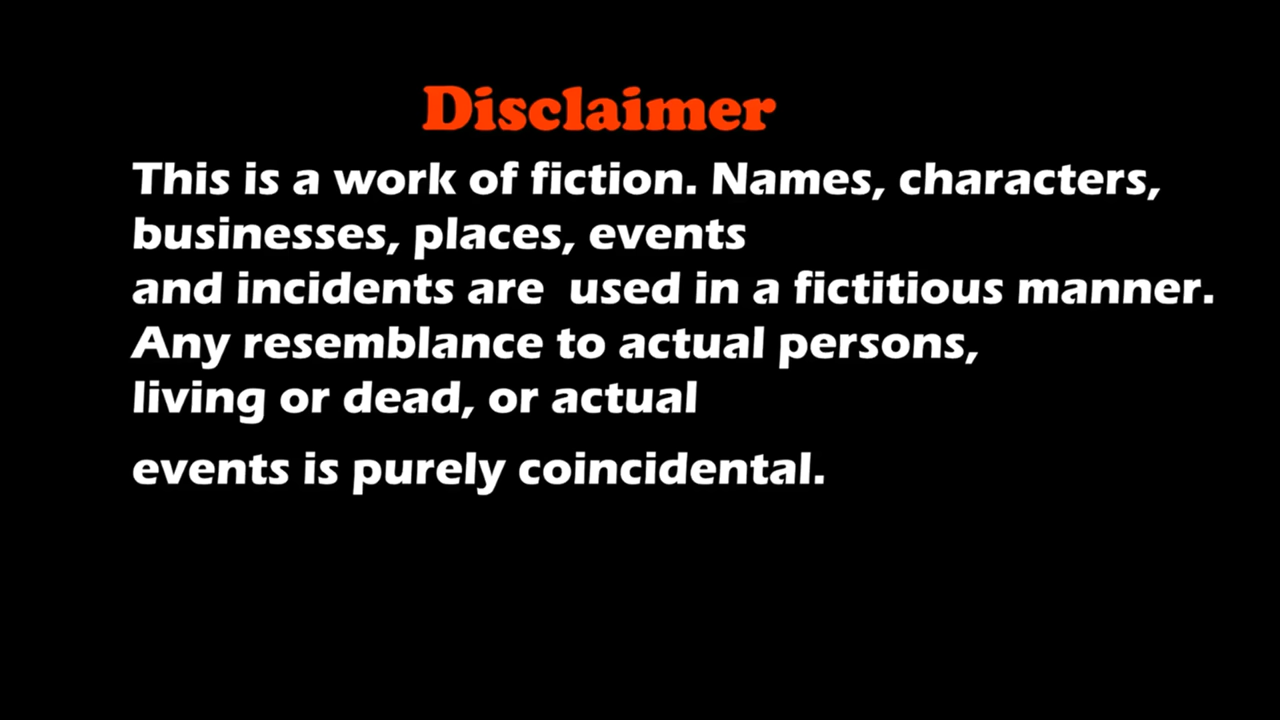 Disclaimer
This is a work of fiction. Names, characters,
businesses, places, events
and incidents are  used in a fictitious manner.
Any resemblance to actual persons,
living or dead, or actual
events is purely coincidental.